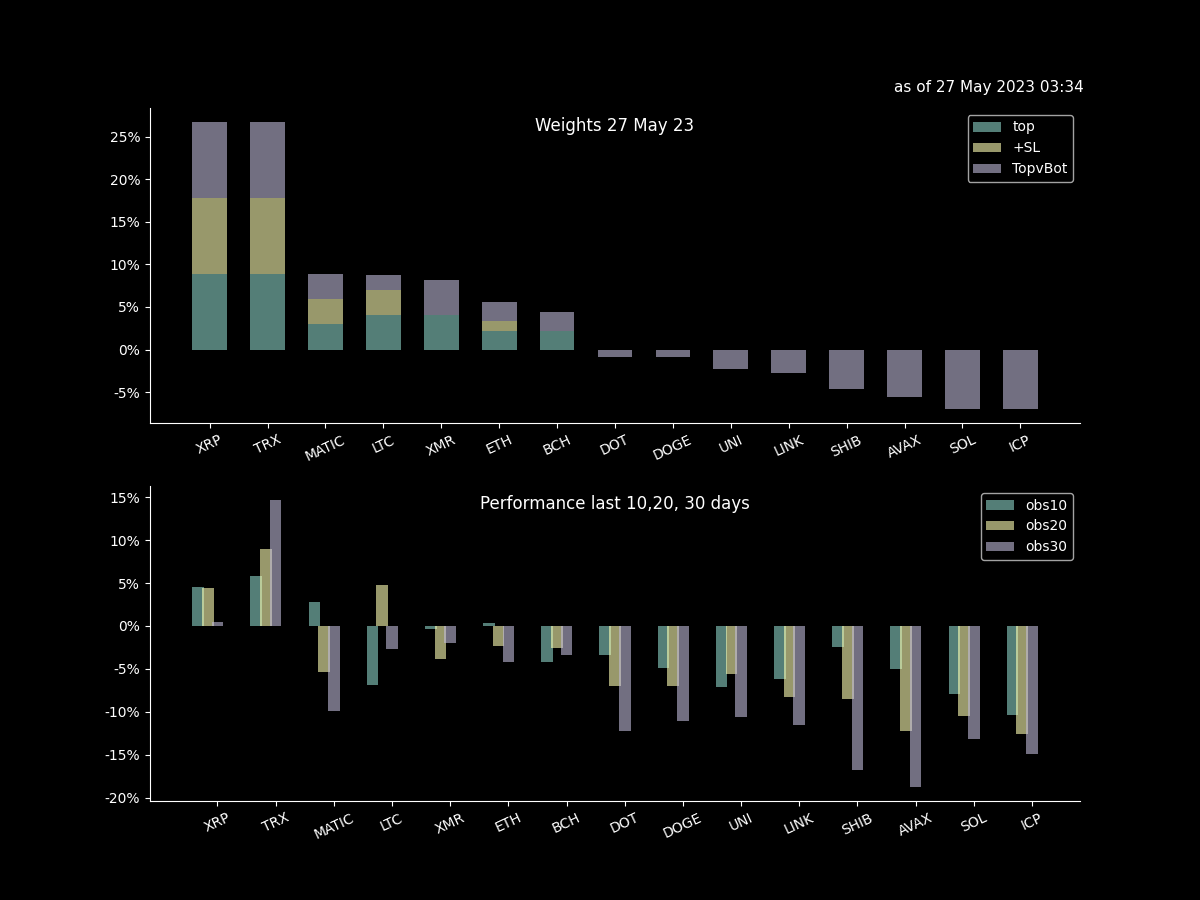 as of 27 May 2023 03:34
Weights 27 May 23
top
+SL
TopvBot
25%
20%
15%
10%
5%
0%
-5%
XRP TRX MATIC LTC XMR ETH BCH DOT DOGE UNI LINK SHIB AVAX SOL ICP
Performance last 10,20, 30 days
obs10
obs20
obs30
15%
10%
5%
0%
-5%
-10%
-15%
-20%
XRP TRX MATIC LTC XMR ETH BCH DOT DOGE UNI LINK SHIB AVAX SOL ICP